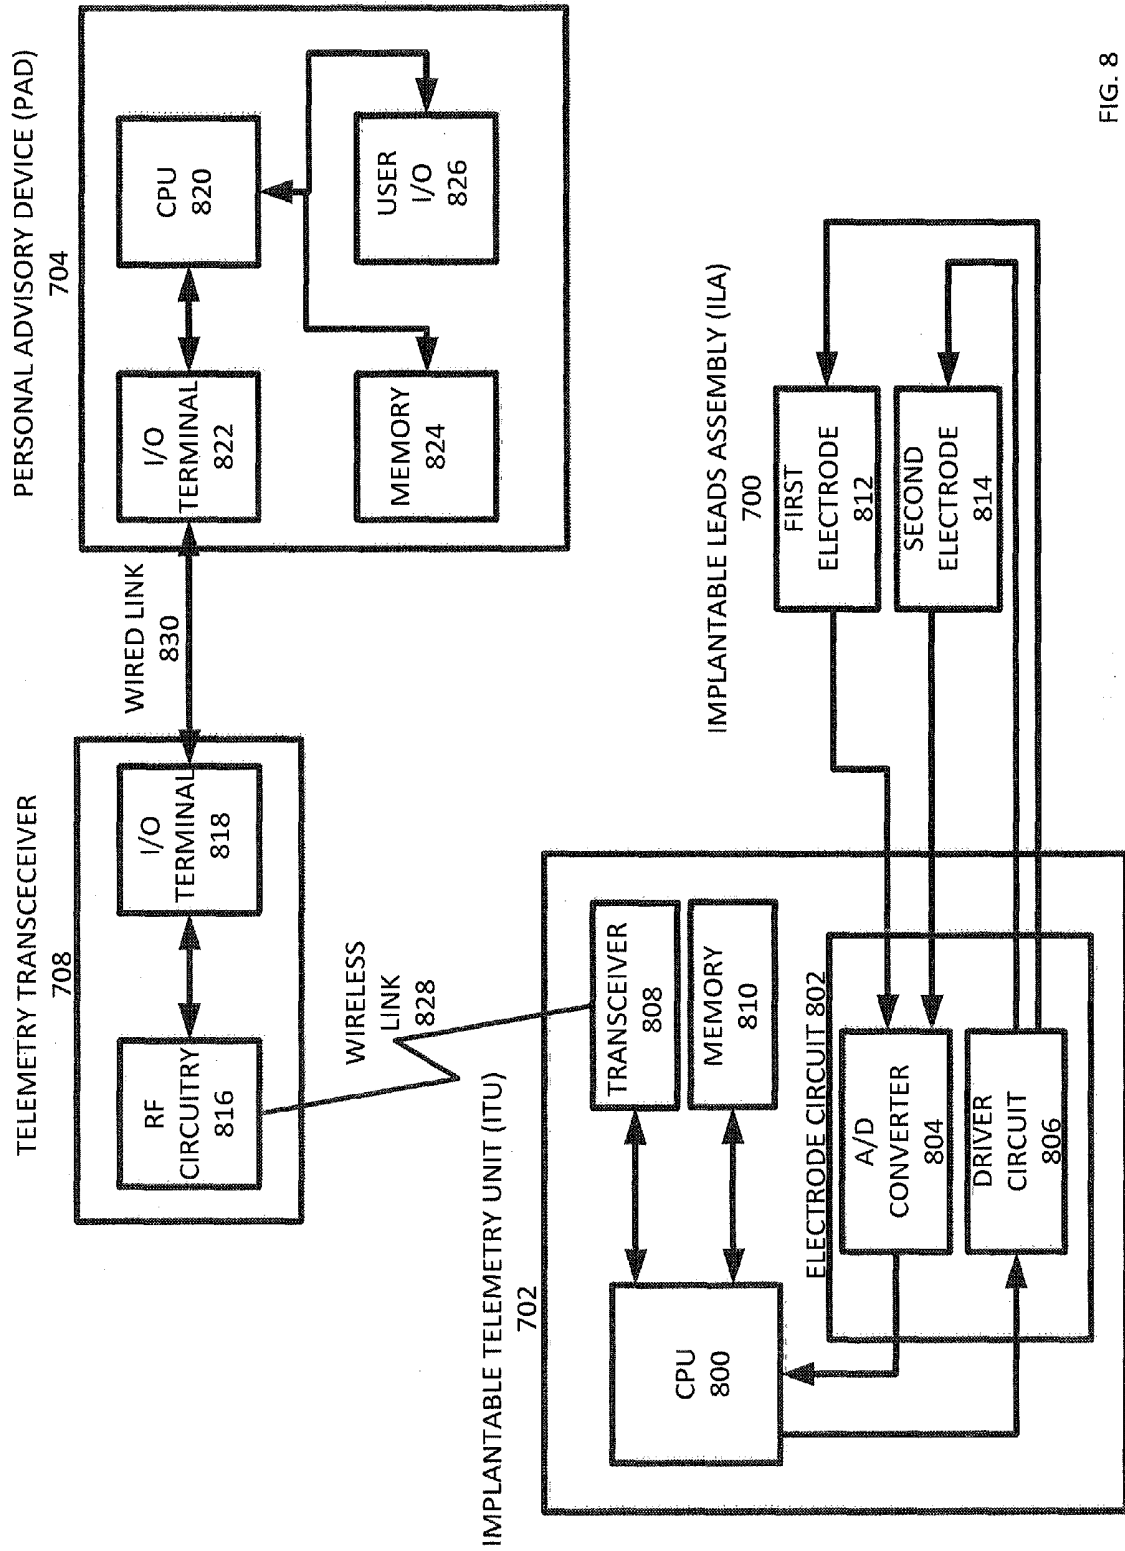 TELEMETRY TRANSCEIVER
708
RF
CIRCUITRY
816
I/O
TERMINAL
818
WIRED LINK
830
PERSONAL ADVISORY DEVICE (PAD)
704
I/O
TERMINAL
822
CPU
820
MEMORY
824
USER
I/O
826
WIRELESS
LINK
828
IMPLANTABLE TELEMETRY UNIT (ITU)
702
CPU
800
TRANSCEIVER
808
MEMORY
810
ELECTRODE CIRCUIT 802
A/D
CONVERTER
804
DRIVER
CIRCUIT
806
IMPLANTABLE LEADS ASSEMBLY (ILA)
700
FIRST
ELECTRODE
812
SECOND
ELECTRODE
814
FIG. 8